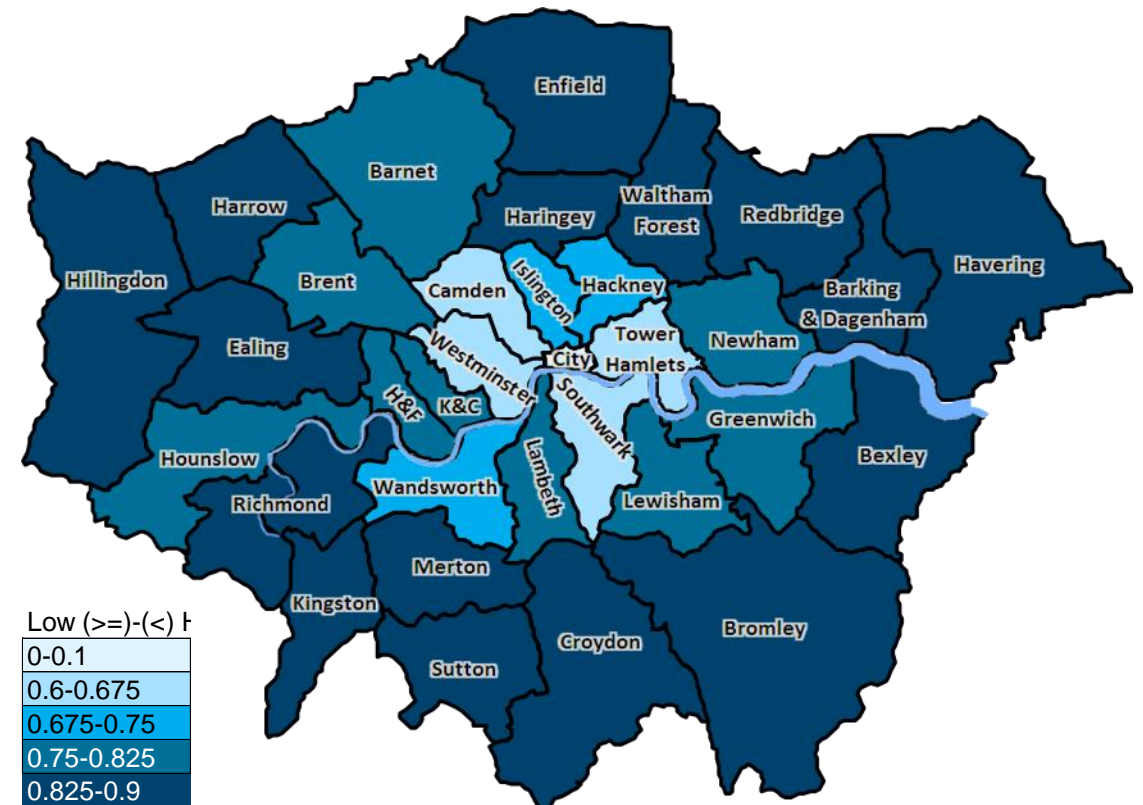 Enfield
Barnet
Harrow
Haringey
Waltham
Forest
Redbridge
Havering
Hillingdon
Brent
Camden
Islington
Hackney
Barking
& Dagenham
Ealing
Westminster
City
Tower
Hamlets
Newham
H&F
K&C
Southwark
Greenwich
Hounslow
Bexley
Richmond
Wandsworth
Lambeth
Lewisham
Merton
Kingston
Croydon
Bromley
Sutton
Low (>=)-(<) H
0-0.1
0.6-0.675
0.675-0.75
0.75-0.825
0.825-0.9